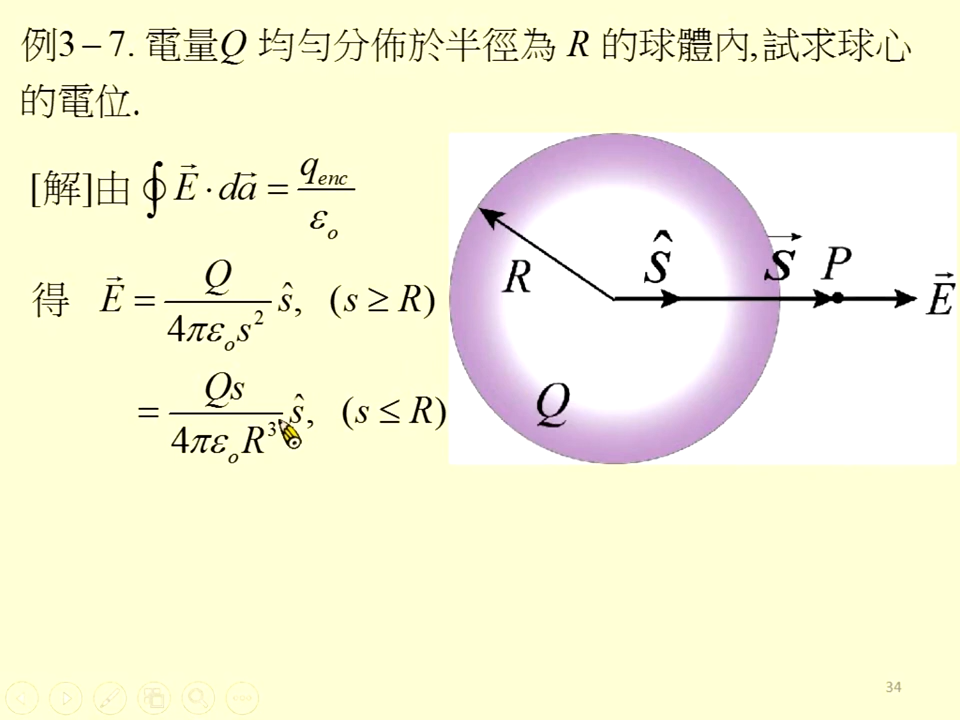 例3－7. 電量Q 均勻分佈於半徑為 R 的球體內,試求球心
的電位.
[解]由 ∮E⃗ · da⃗ = q_enc / ε_o
得 E⃗ = Q / 4πε_o s² ŝ, (s ≥ R)
= Qs / 4πε_o R³ ŝ, (s ≤ R)
R
ŝ
s⃗
P
E⃗
Q
34